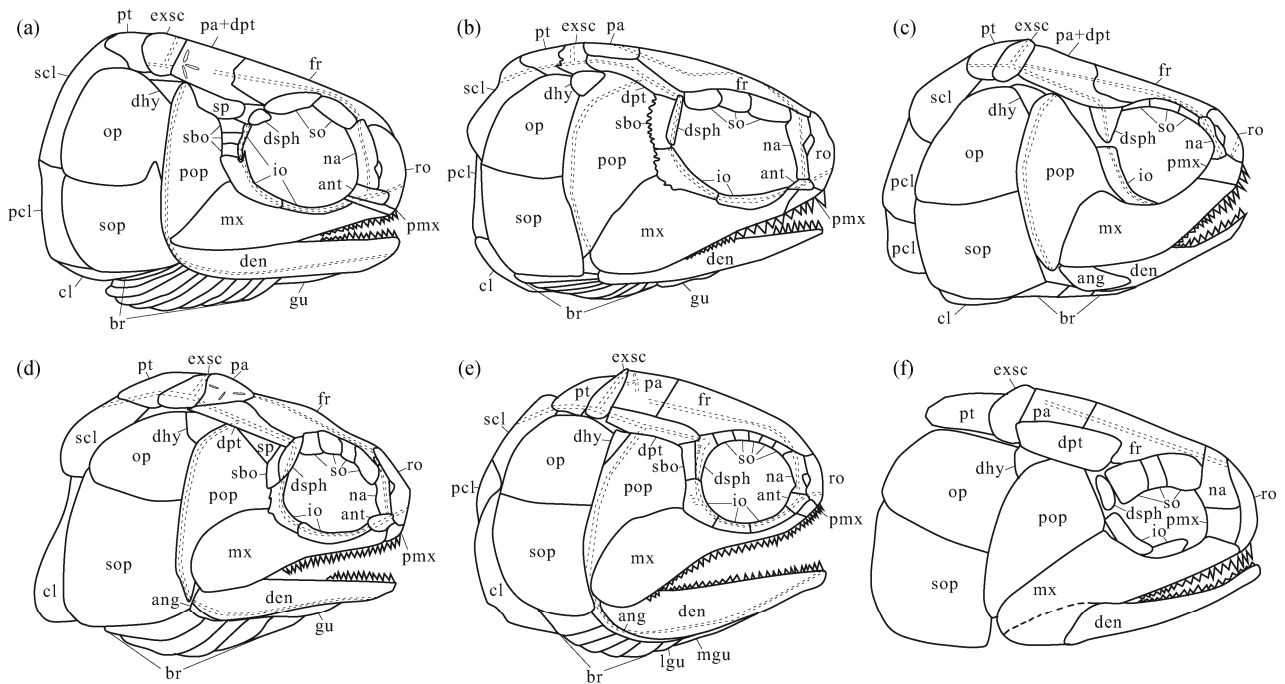 (a)
pt
exsc
pa+dpt
fr
scl
dhy
sp
so
op
sbo
dsph
na
ro
pop
io
ant
pcl
sop
mx
pmx
den
cl
gu
br
(b)
pt
exsc
pa
fr
scl
dhy
dpt
sbo
so
op
dsph
na
ro
pop
pcl
io
ant
sop
mx
pmx
den
cl
gu
br
(c)
pt
exsc
pa+dpt
fr
scl
dhy
so
ro
dsph
na
op
pmx
pop
io
pcl
mx
pcl
sop
ang
den
cl
br
(d)
pt
exsc
pa
fr
scl
dhy
dpt
sp
so
op
sbo
ro
dsph
pop
na
io
ant
mx
pmx
sop
cl
ang
den
gu
br
(e)
exsc
pt
pa
fr
scl
dhy
dpt
so
op
sbo
dsph
na
ro
pcl
pop
io
ant
pmx
sop
mx
ang
den
lgu
mgu
br
(f)
exsc
pt
pa
dpt
fr
dhy
so
na
ro
op
dsph
pop
io
pmx
sop
mx
den